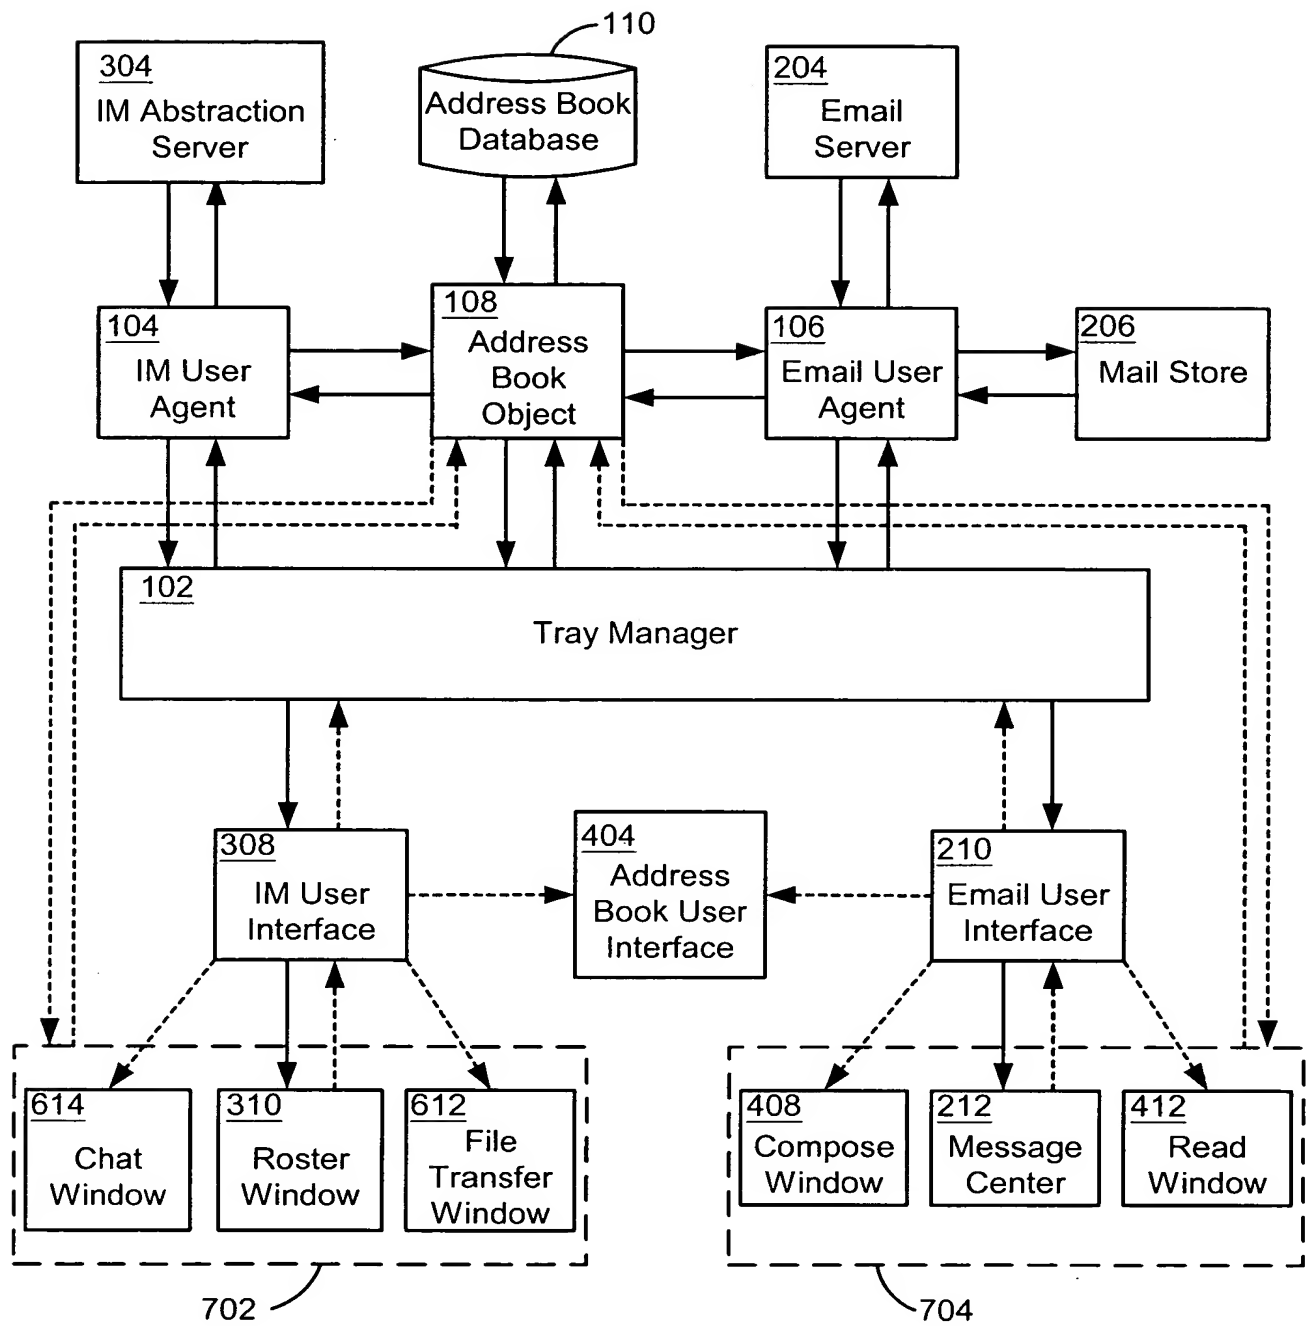 110
304
IM Abstraction
Server
Address Book
Database
204
Email
Server
104
IM User
Agent
108
Address
Book
Object
106
Email User
Agent
206
Mail Store
102
Tray Manager
308
IM User
Interface
404
Address
Book User
Interface
210
Email User
Interface
614
Chat
Window
310
Roster
Window
612
File
Transfer
Window
408
Compose
Window
212
Message
Center
412
Read
Window
702
704